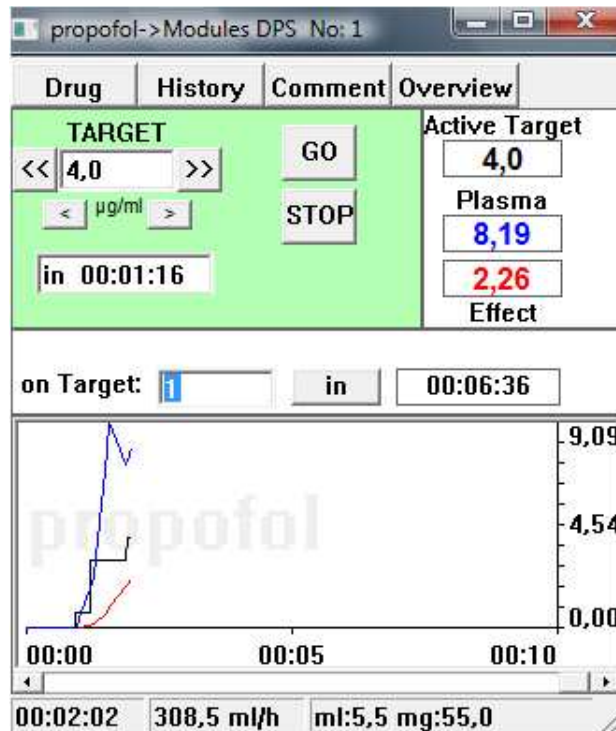 propofol->Modules DPS No: 1
Drug History Comment Overview
TARGET
<< 4,0 >>
< µg/ml >
in 00:01:16
GO
STOP
Active Target
4,0
Plasma
8,19
2,26
Effect
on Target: 1 in 00:06:36
propofol
9,09
4,54
0,00
00:00 00:05 00:10
00:02:02 308,5 ml/h ml:5,5 mg:55,0